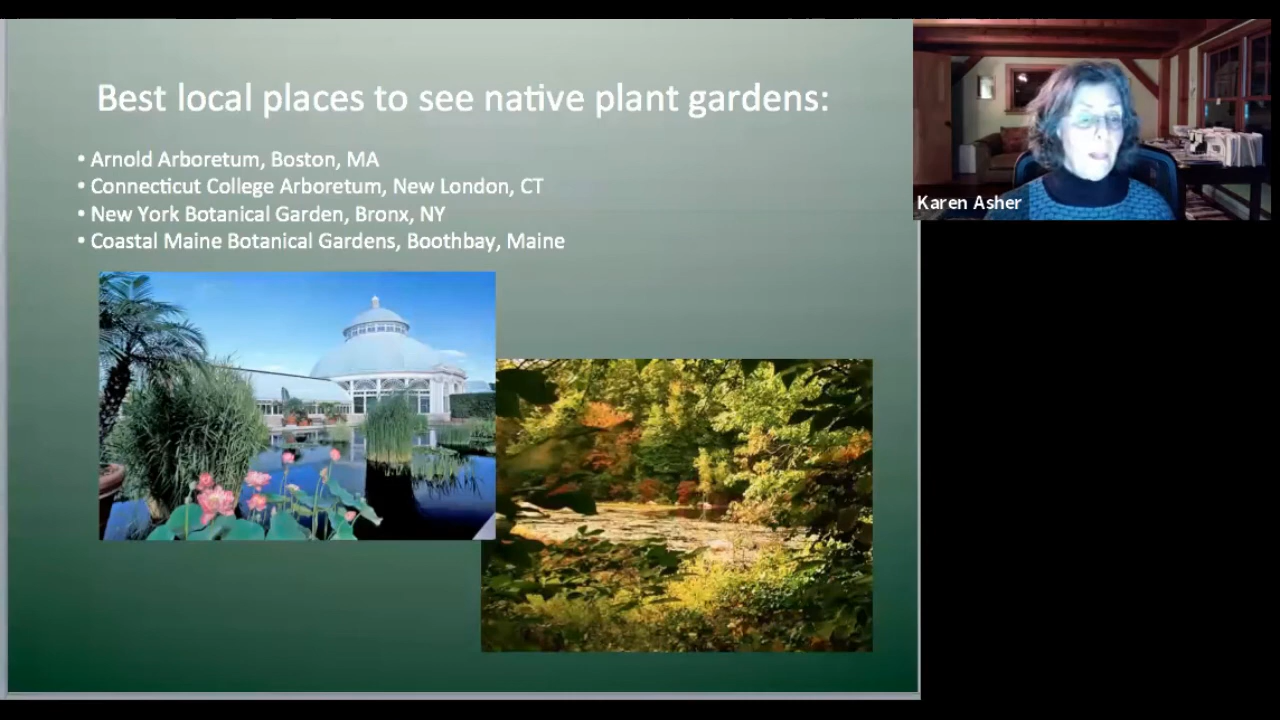 Best local places to see native plant gardens:
• Arnold Arboretum, Boston, MA
• Connecticut College Arboretum, New London, CT
• New York Botanical Garden, Bronx, NY
• Coastal Maine Botanical Gardens, Boothbay, Maine
Karen Asher